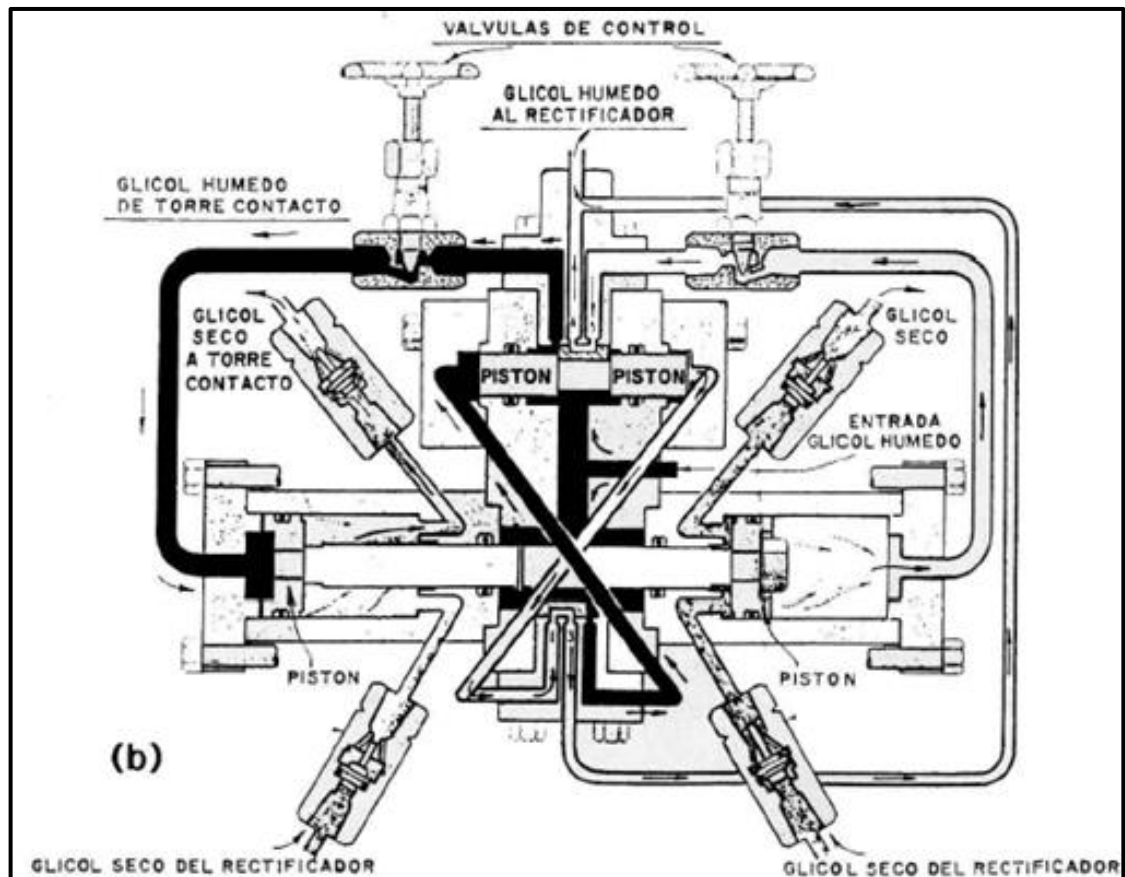 VALVULAS DE CONTROL
GLICOL HUMEDO
AL RECTIFICADOR
GLICOL HUMEDO
DE TORRE CONTACTO
GLICOL
SECO
A TORRE
CONTACTO
GLICOL
SECO
PISTON
PISTON
ENTRADA
GLICOL HUMEDO
PISTON
PISTON
(b)
GLICOL SECO DEL RECTIFICADOR
GLICOL SECO DEL RECTIFICADOR